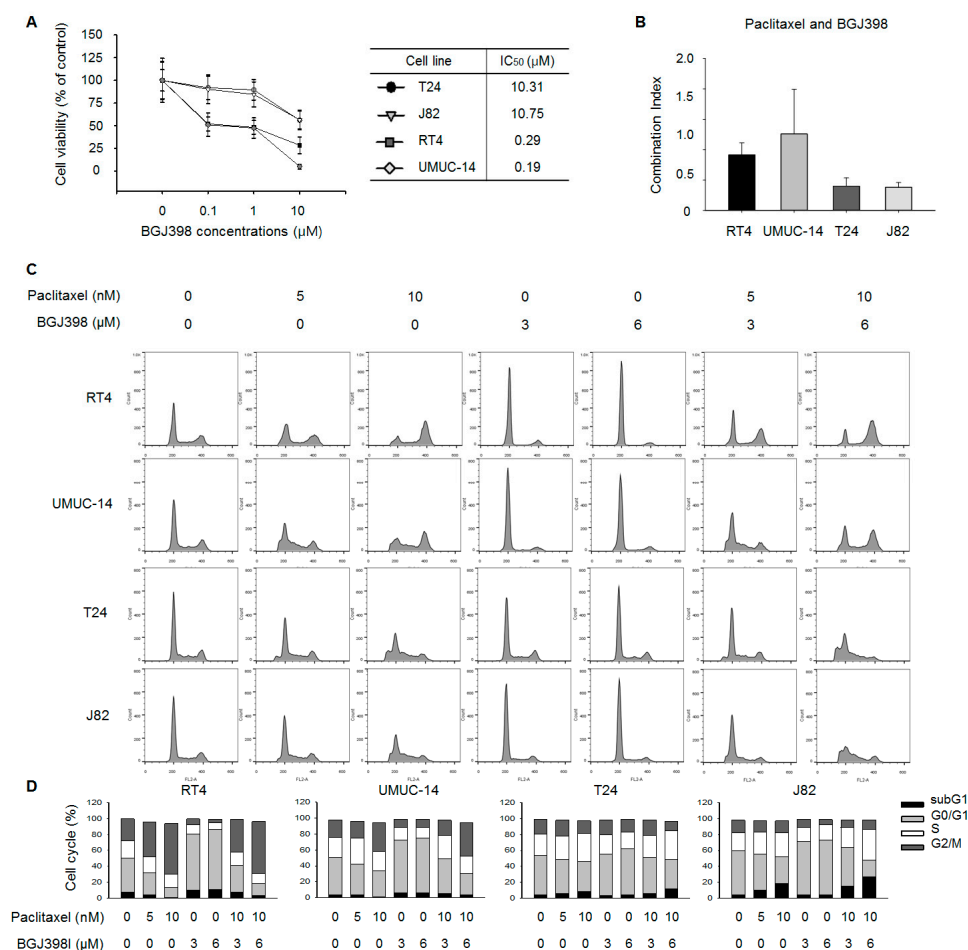 A
150
125
100
75
50
25
0
Cell viability (% of control)
0 0.1 1 10
BGJ398 concentrations (μM)
Cell line IC50 (μM)
T24 10.31
J82 10.75
RT4 0.29
UMUC-14 0.19
B
Paclitaxel and BGJ398
2.0
1.5
1.0
0.5
0
Combination Index
RT4 UMUC-14 T24 J82
C
Paclitaxel (nM) 0 5 10 0 0 5 10
BGJ398 (μM) 0 0 0 3 6 3 6
RT4
UMUC-14
T24
J82
Count
0 200 400 600
FL2-A
D
RT4 UMUC-14 T24 J82
120
100
80
60
40
20
0
Cell cycle (%)
subG1
G0/G1
S
G2/M
Paclitaxel (nM) 0 5 10 0 0 10 10 0 5 10 0 0 10 10 0 5 10 0 0 10 10 0 5 10 0 0 10 10
BGJ398I (μM) 0 0 0 3 6 3 6 0 0 0 3 6 3 6 0 0 0 3 6 3 6 0 0 0 3 6 3 6